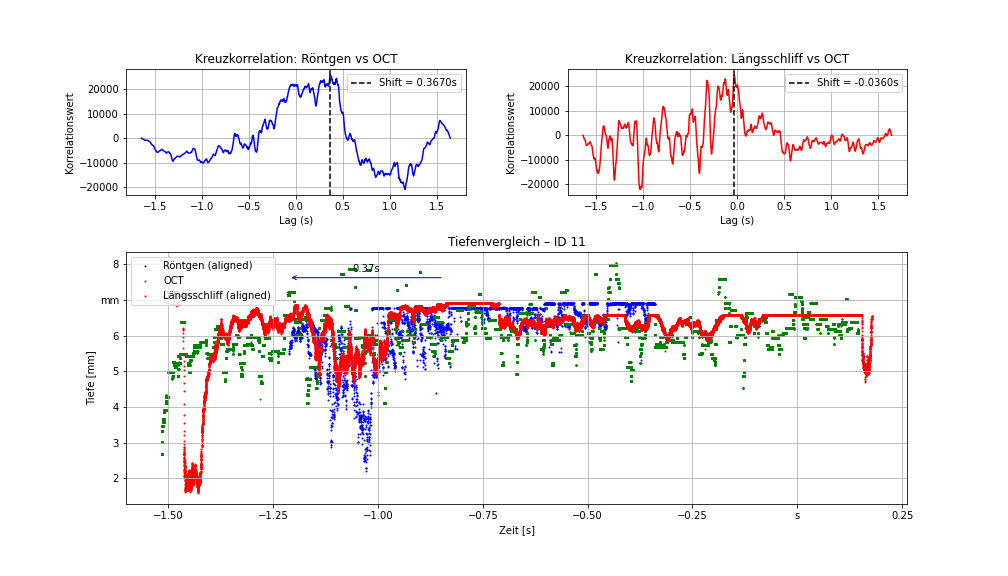 Kreuzkorrelation: Röntgen vs OCT
Korrelationswert
20000
10000
0
−10000
−20000
Shift = 0.3670s
−1.5
−1.0
−0.5
0.0
0.5
1.0
1.5
Lag (s)
Kreuzkorrelation: Längsschliff vs OCT
Korrelationswert
20000
10000
0
−10000
−20000
Shift = -0.0360s
−1.5
−1.0
−0.5
0.0
0.5
1.0
1.5
Lag (s)
Tiefenvergleich – ID 11
Tiefe [mm]
8
mm
6
5
4
3
2
Röntgen (aligned)
OCT
Längsschliff (aligned)
0.37s
−1.50
−1.25
−1.00
−0.75
−0.50
−0.25
s
0.25
Zeit [s]